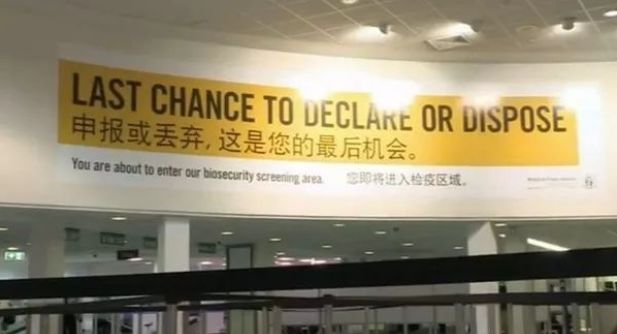 LAST CHANCE TO DECLARE OR DISPOSE
申报或丢弃,这是您的最后机会。
You are about to enter our biosecurity screening area. 您即将进入检疫区域。